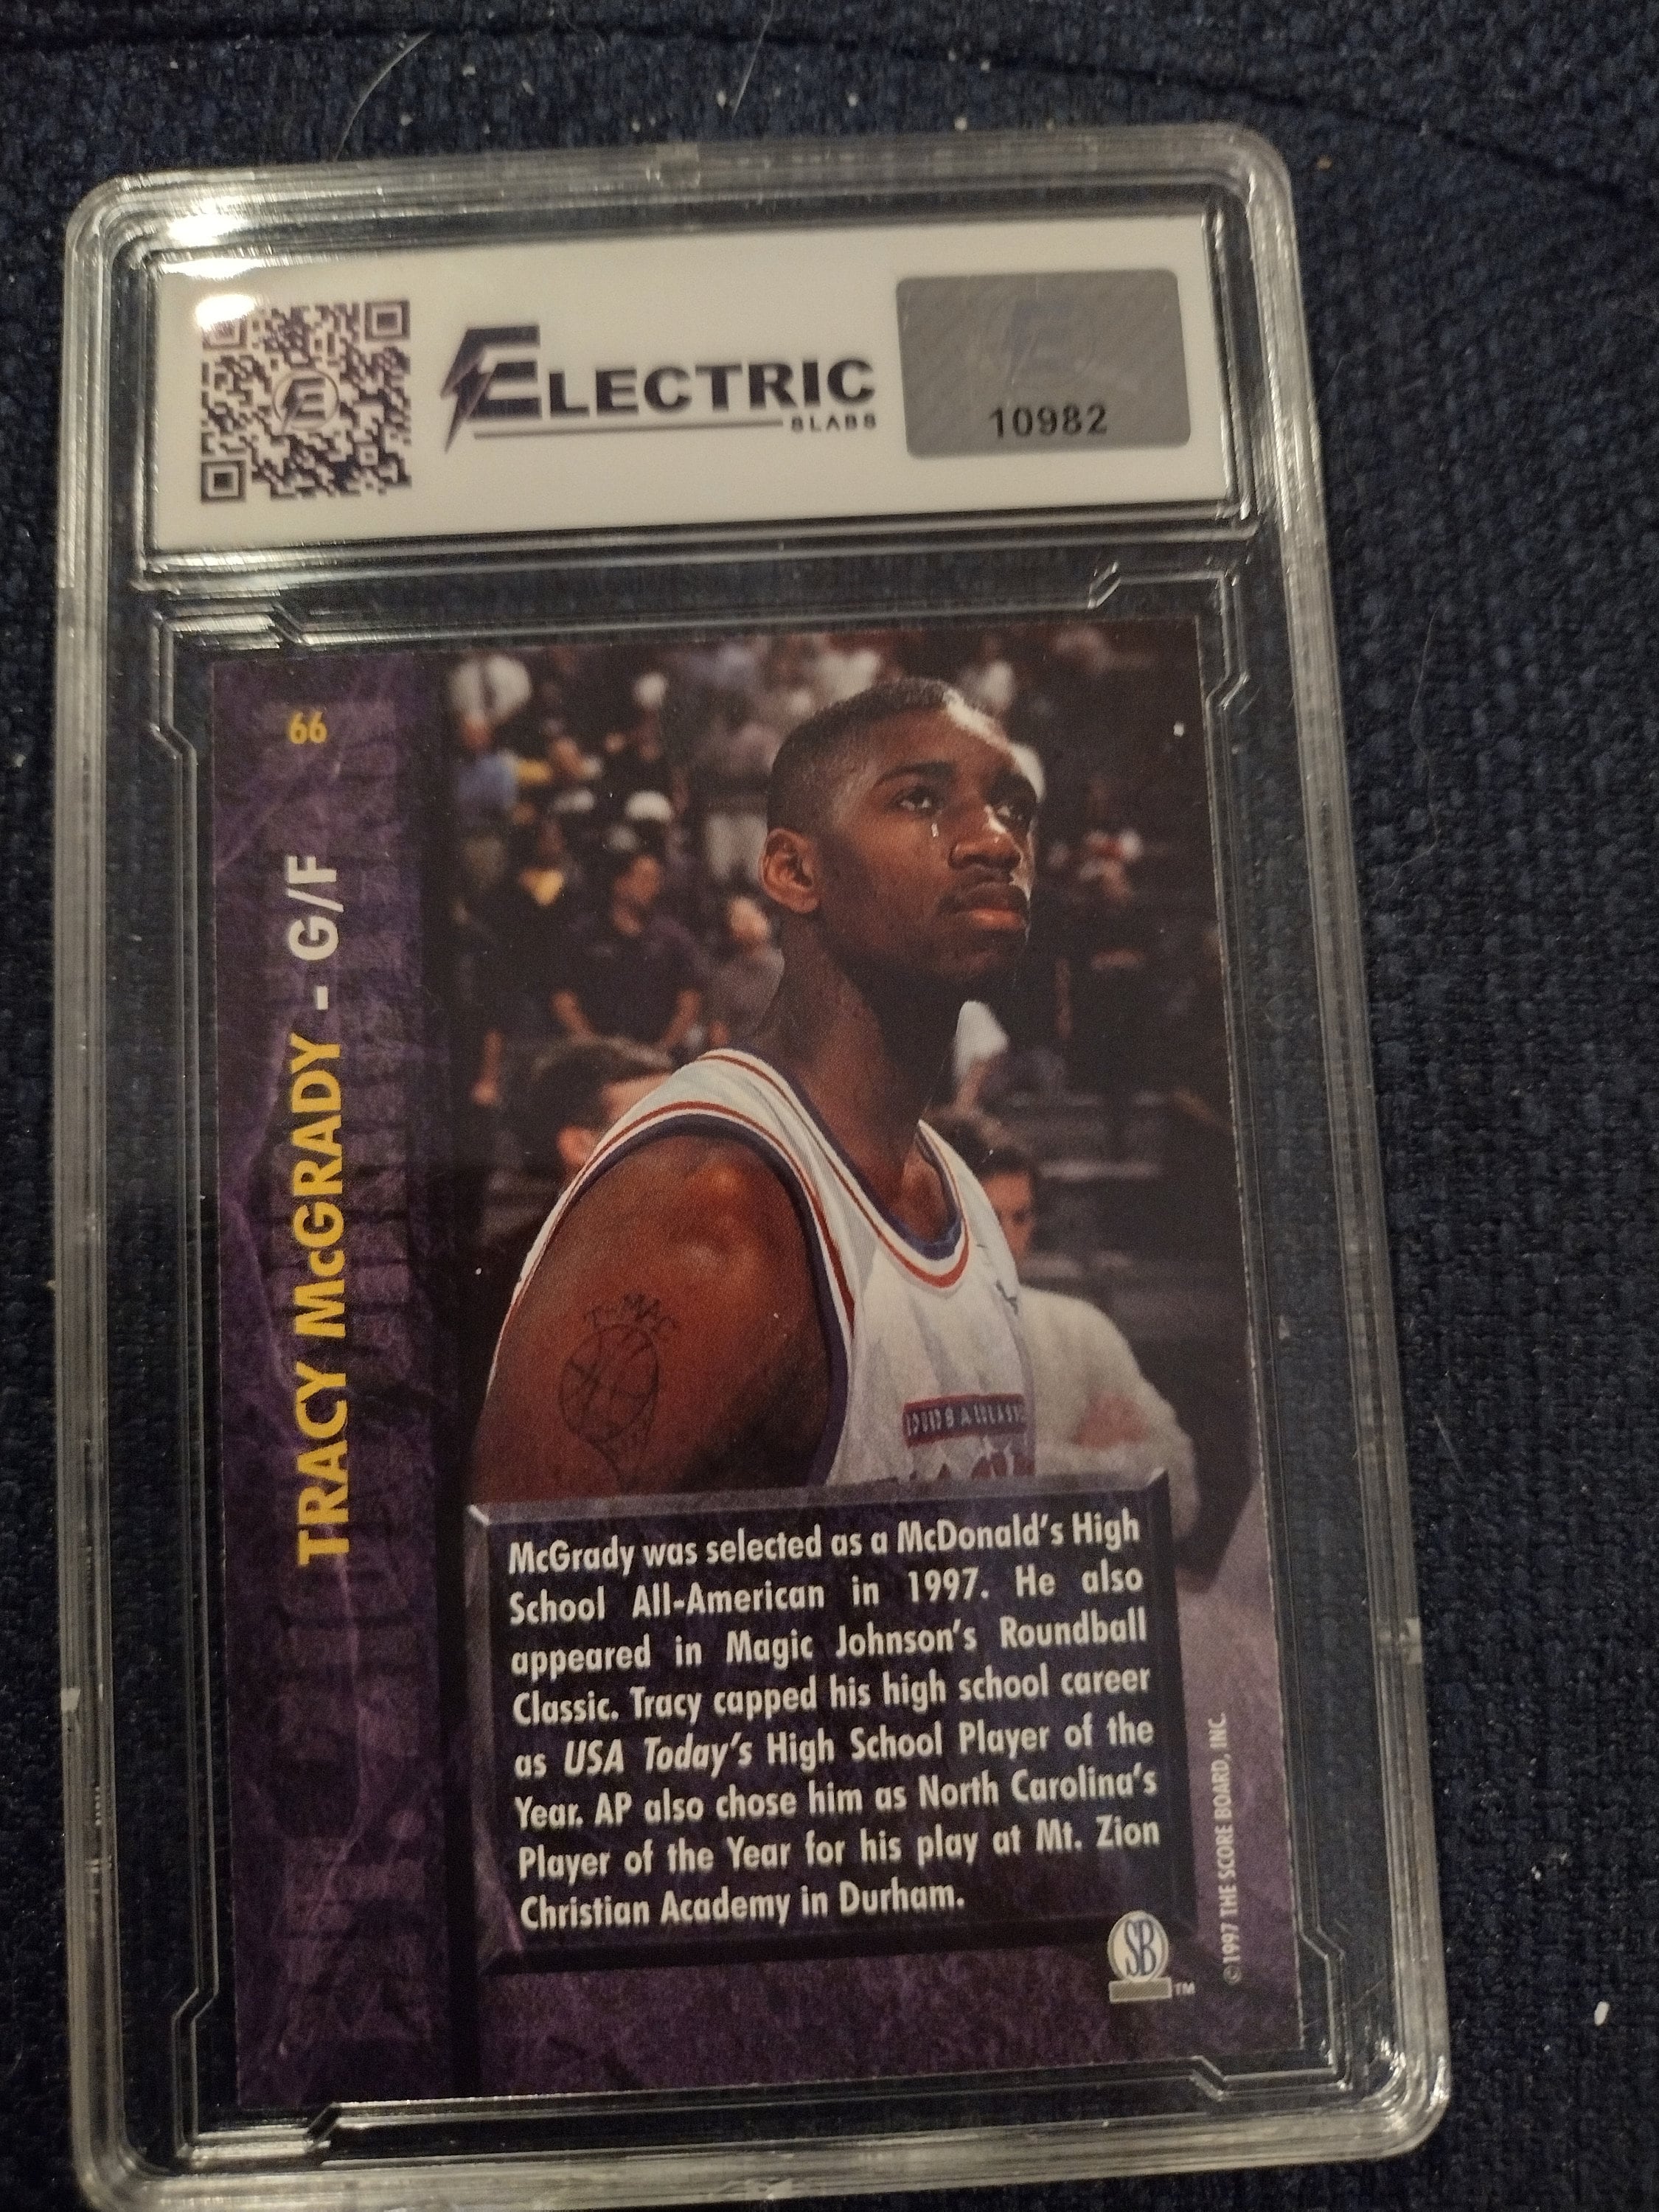 ELECTRIC
SLABS
10982
66
TRACY McGRADY - G/F
T-MAC
McGrady was selected as a McDonald's High
School All-American in 1997. He also
appeared in Magic Johnson's Roundball
Classic. Tracy capped his high school career
as USA Today's High School Player of the
Year. AP also chose him as North Carolina's
Player of the Year for his play at Mt. Zion
Christian Academy in Durham.
SB
TM
©1997 THE SCORE BOARD, INC.